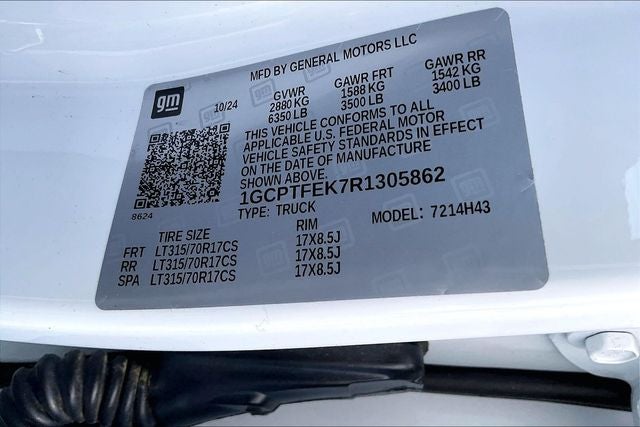 MFD BY GENERAL MOTORS LLC
gm
10/24
GVWR GAWR FRT GAWR RR
2880 KG 1588 KG 1542 KG
6350 LB 3500 LB 3400 LB
THIS VEHICLE CONFORMS TO ALL
APPLICABLE U.S. FEDERAL MOTOR
VEHICLE SAFETY STANDARDS IN EFFECT
ON THE DATE OF MANUFACTURE
SHOWN ABOVE.
8624
1GCPTFEK7R1305862
TYPE: TRUCK MODEL: 7214H43
TIRE SIZE RIM
FRT LT315/70R17CS 17X8.5J
RR LT315/70R17CS 17X8.5J
SPA LT315/70R17CS 17X8.5J